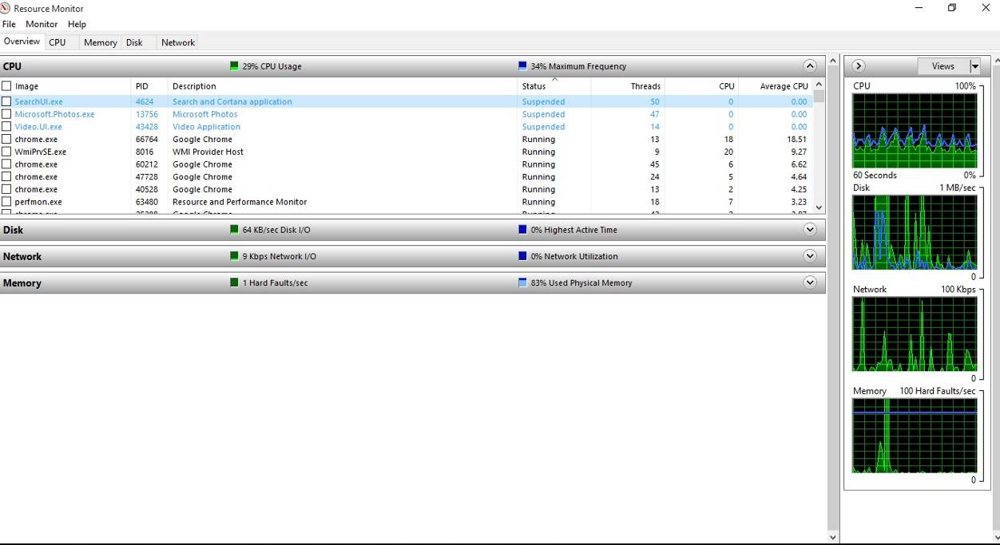 Resource Monitor
File Monitor Help
Overview CPU Memory Disk Network
CPU 29% CPU Usage 34% Maximum Frequency
Image PID Description Status Threads CPU Average CPU
SearchUI.exe 4624 Search and Cortana application Suspended 50 0 0.00
Microsoft.Photos.exe 13756 Microsoft Photos Suspended 47 0 0.00
Video.UI.exe 43428 Video Application Suspended 14 0 0.00
chrome.exe 66764 Google Chrome Running 13 18 18.51
WmiPrvSE.exe 8016 WMI Provider Host Running 9 20 9.27
chrome.exe 60212 Google Chrome Running 45 6 6.62
chrome.exe 47728 Google Chrome Running 24 5 4.64
chrome.exe 40528 Google Chrome Running 13 2 4.25
perfmon.exe 63480 Resource and Performance Monitor Running 18 7 3.23
chrome.exe Google Chrome Running
Disk 64 KB/sec Disk I/O 0% Highest Active Time
Network 9 Kbps Network I/O 0% Network Utilization
Memory 1 Hard Faults/sec 83% Used Physical Memory
Views
CPU 100%
60 Seconds 0%
Disk 1 MB/sec
0
Network 100 Kbps
0
Memory 100 Hard Faults/sec
0